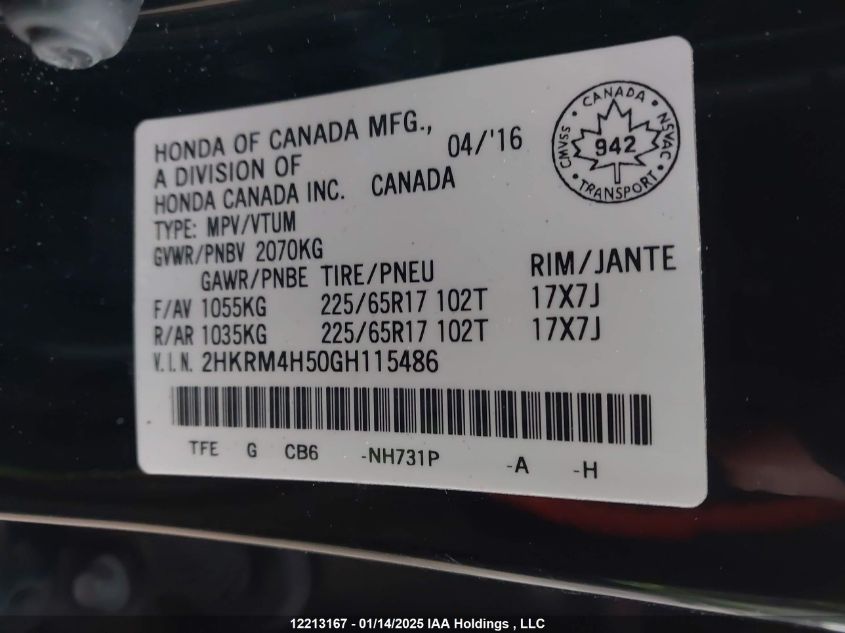 HONDA OF CANADA MFG., 04/'16
A DIVISION OF
HONDA CANADA INC. CANADA
TYPE: MPV/VTUM
GVWR/PNBV 2070KG
GAWR/PNBE TIRE/PNEU RIM/JANTE
F/AV 1055KG 225/65R17 102T 17X7J
R/AR 1035KG 225/65R17 102T 17X7J
V.I.N. 2HKRM4H50GH115486
TFE G CB6 -NH731P -A -H
• CANADA •
CMVSS 942 NSVAC
• TRANSPORT •
12213167 - 01/14/2025 IAA Holdings , LLC